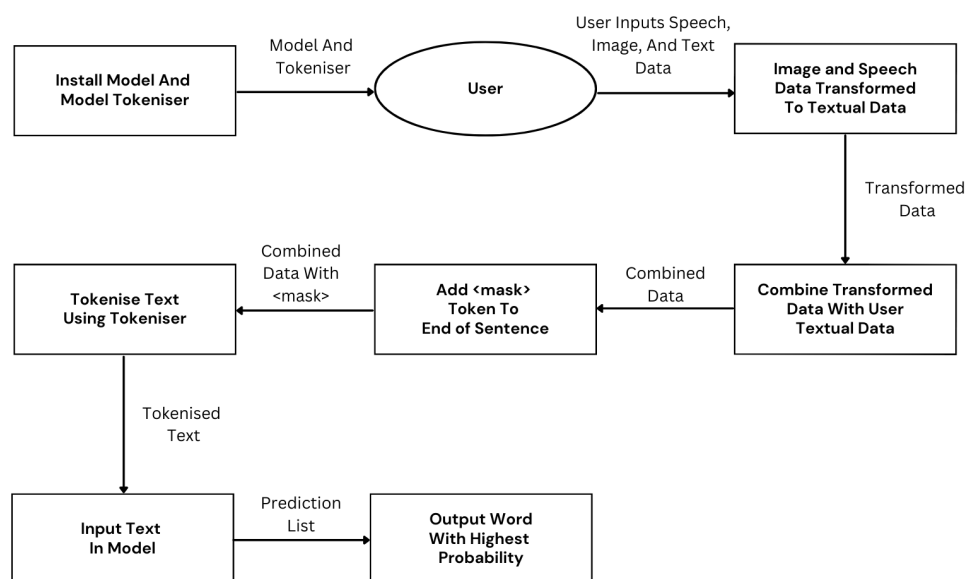 Install Model And
Model Tokeniser
Model And
Tokeniser
User
User Inputs Speech,
Image, And Text
Data
Image and Speech
Data Transformed
To Textual Data
Transformed
Data
Combine Transformed
Data With User
Textual Data
Combined
Data
Add <mask>
Token To
End of Sentence
Combined
Data With
<mask>
Tokenise Text
Using Tokeniser
Tokenised
Text
Input Text
In Model
Prediction
List
Output Word
With Highest
Probability